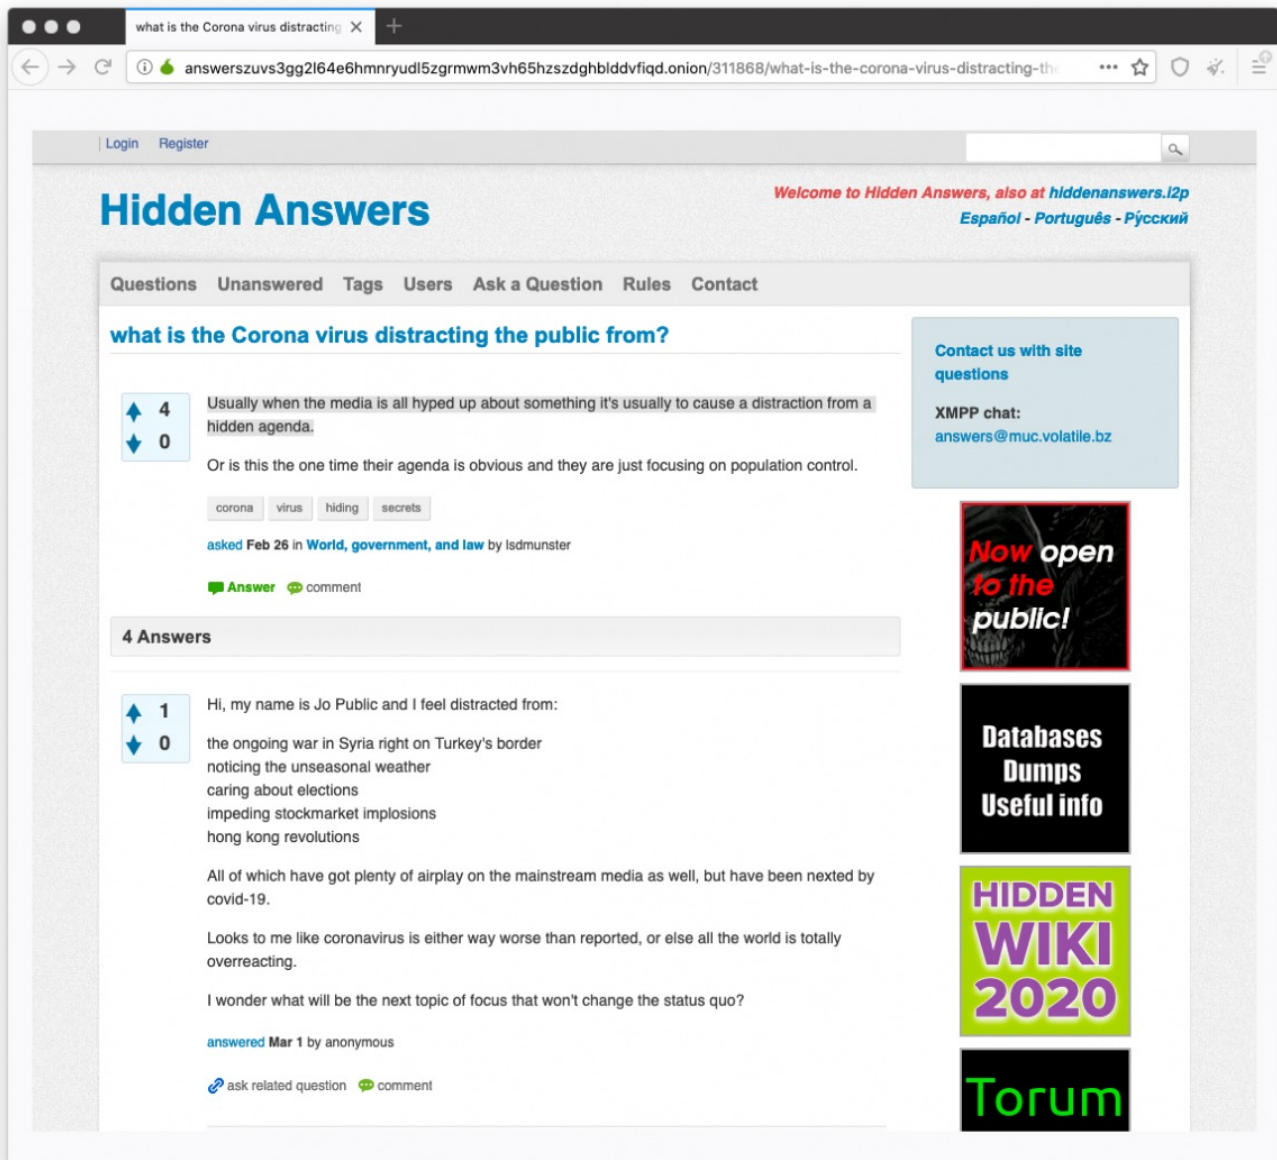 what is the Corona virus distracting
answerszuvs3gg2l64e6hmnryudl5zgrmwm3vh65hzszdghblddvfiqd.onion/311868/what-is-the-corona-virus-distracting-the
Login Register
Hidden Answers
Welcome to Hidden Answers, also at hiddenanswers.i2p
Español - Português - Ру́сский
Questions Unanswered Tags Users Ask a Question Rules Contact
what is the Corona virus distracting the public from?
4
0
Usually when the media is all hyped up about something it's usually to cause a distraction from a
hidden agenda.
Or is this the one time their agenda is obvious and they are just focusing on population control.
corona virus hiding secrets
asked Feb 26 in World, government, and law by lsdmunster
Answer comment
4 Answers
1
0
Hi, my name is Jo Public and I feel distracted from:
the ongoing war in Syria right on Turkey's border
noticing the unseasonal weather
caring about elections
impeding stockmarket implosions
hong kong revolutions
All of which have got plenty of airplay on the mainstream media as well, but have been nexted by
covid-19.
Looks to me like coronavirus is either way worse than reported, or else all the world is totally
overreacting.
I wonder what will be the next topic of focus that won't change the status quo?
answered Mar 1 by anonymous
ask related question comment
Contact us with site
questions
XMPP chat:
answers@muc.volatile.bz
Now open
to the
public!
Databases
Dumps
Useful info
HIDDEN
WIKI
2020
Torum